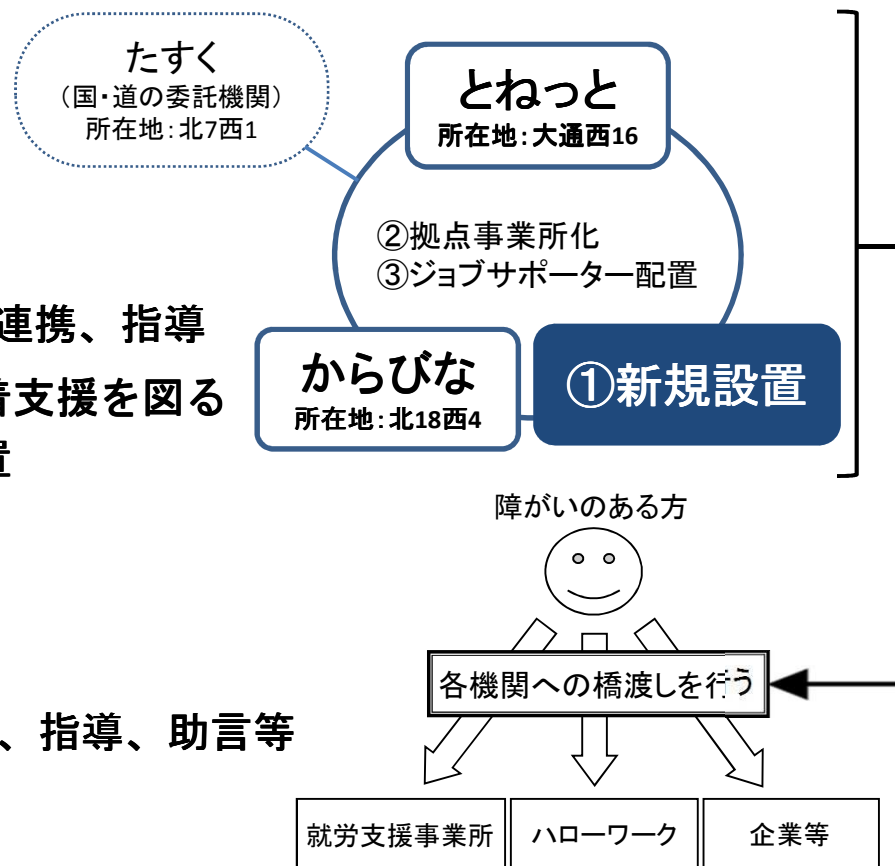 たすく
（国・道の委託機関）
所在地：北7西1
とねっと
所在地：大通西16
②拠点事業所化
③ジョブサポーター配置
連携、指導
着支援を図る
置
からびな
所在地：北18西4
①新規設置
障がいのある方
各機関への橋渡しを行う
、指導、助言等
就労支援事業所
ハローワーク
企業等